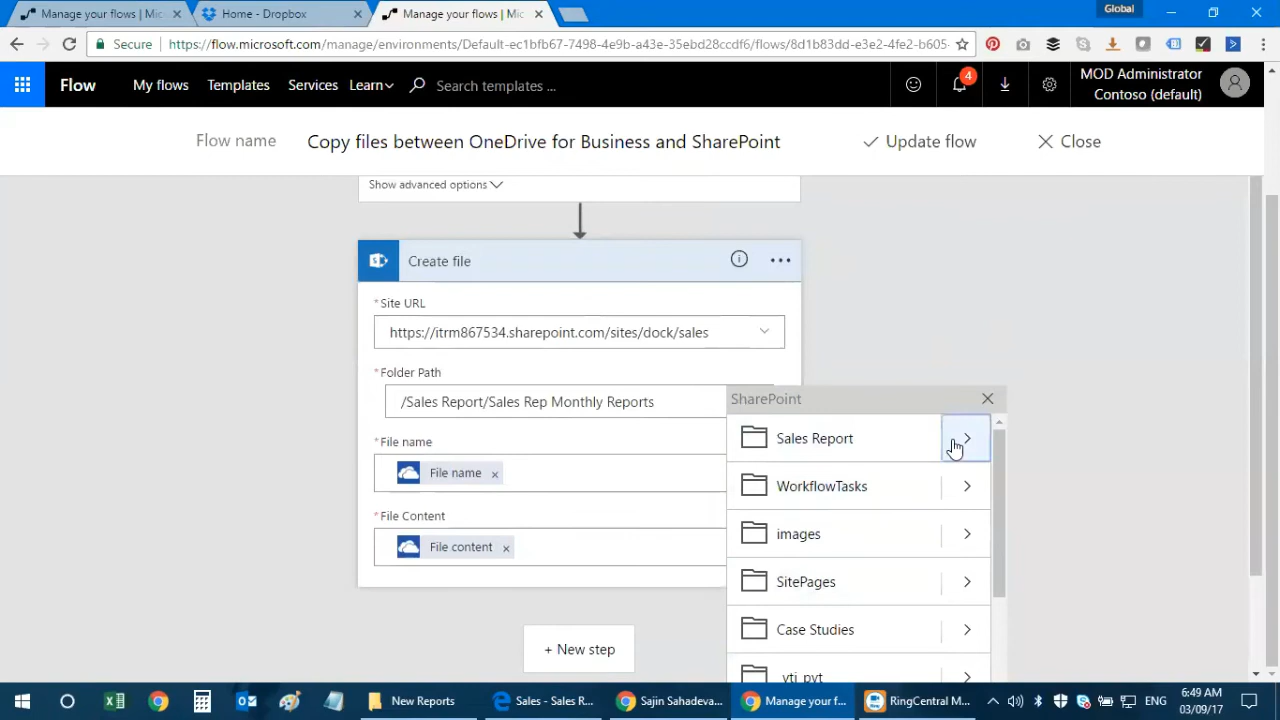 Manage your flows | Mic
Home - Dropbox
Manage your flows | Mic
Global
Secure
https://flow.microsoft.com/manage/environments/Default-ec1bfb67-7498-4e9b-a43e-35ebd28ccdf0/flows/8d1b83dd-e3e2-4fe2-b605-
Flow
My flows
Templates
Services
Learn
Search templates ...
4
MOD Administrator
Contoso (default)
Flow name
Copy files between OneDrive for Business and SharePoint
Update flow
Close
Show advanced options
Create file
* Site URL
https://itrm867534.sharepoint.com/sites/dock/sales
* Folder Path
/Sales Report/Sales Rep Monthly Reports
* File name
File name ×
* File Content
File content ×
+ New step
SharePoint
Sales Report
WorkflowTasks
images
SitePages
Case Studies
_vti_pvt
New Reports
Sales - Sales R...
Sajin Sahadeva...
Manage your f...
RingCentral M...
ENG
6:49 AM
03/09/17